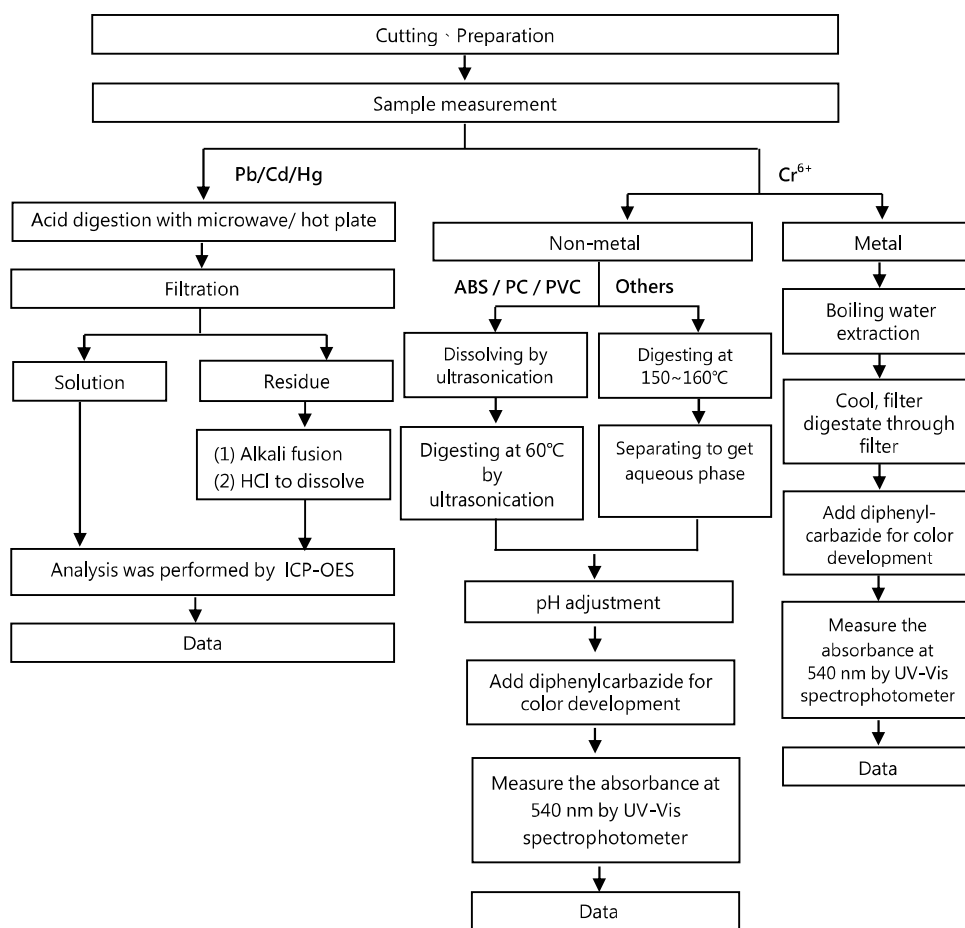 Cutting、Preparation
Sample measurement
Pb/Cd/Hg
Acid digestion with microwave/ hot plate
Filtration
Solution
Residue
(1) Alkali fusion
(2) HCl to dissolve
Analysis was performed by ICP-OES
Data
Cr⁶⁺
Non-metal
ABS / PC / PVC
Others
Dissolving by
ultrasonication
Digesting at
150~160℃
Digesting at 60℃
by
ultrasonication
Separating to get
aqueous phase
pH adjustment
Add diphenylcarbazide for
color development
Measure the absorbance at
540 nm by UV-Vis
spectrophotometer
Data
Metal
Boiling water
extraction
Cool, filter
digestate through
filter
Add diphenyl-
carbazide for color
development
Measure the
absorbance at
540 nm by UV-Vis
spectrophotometer
Data